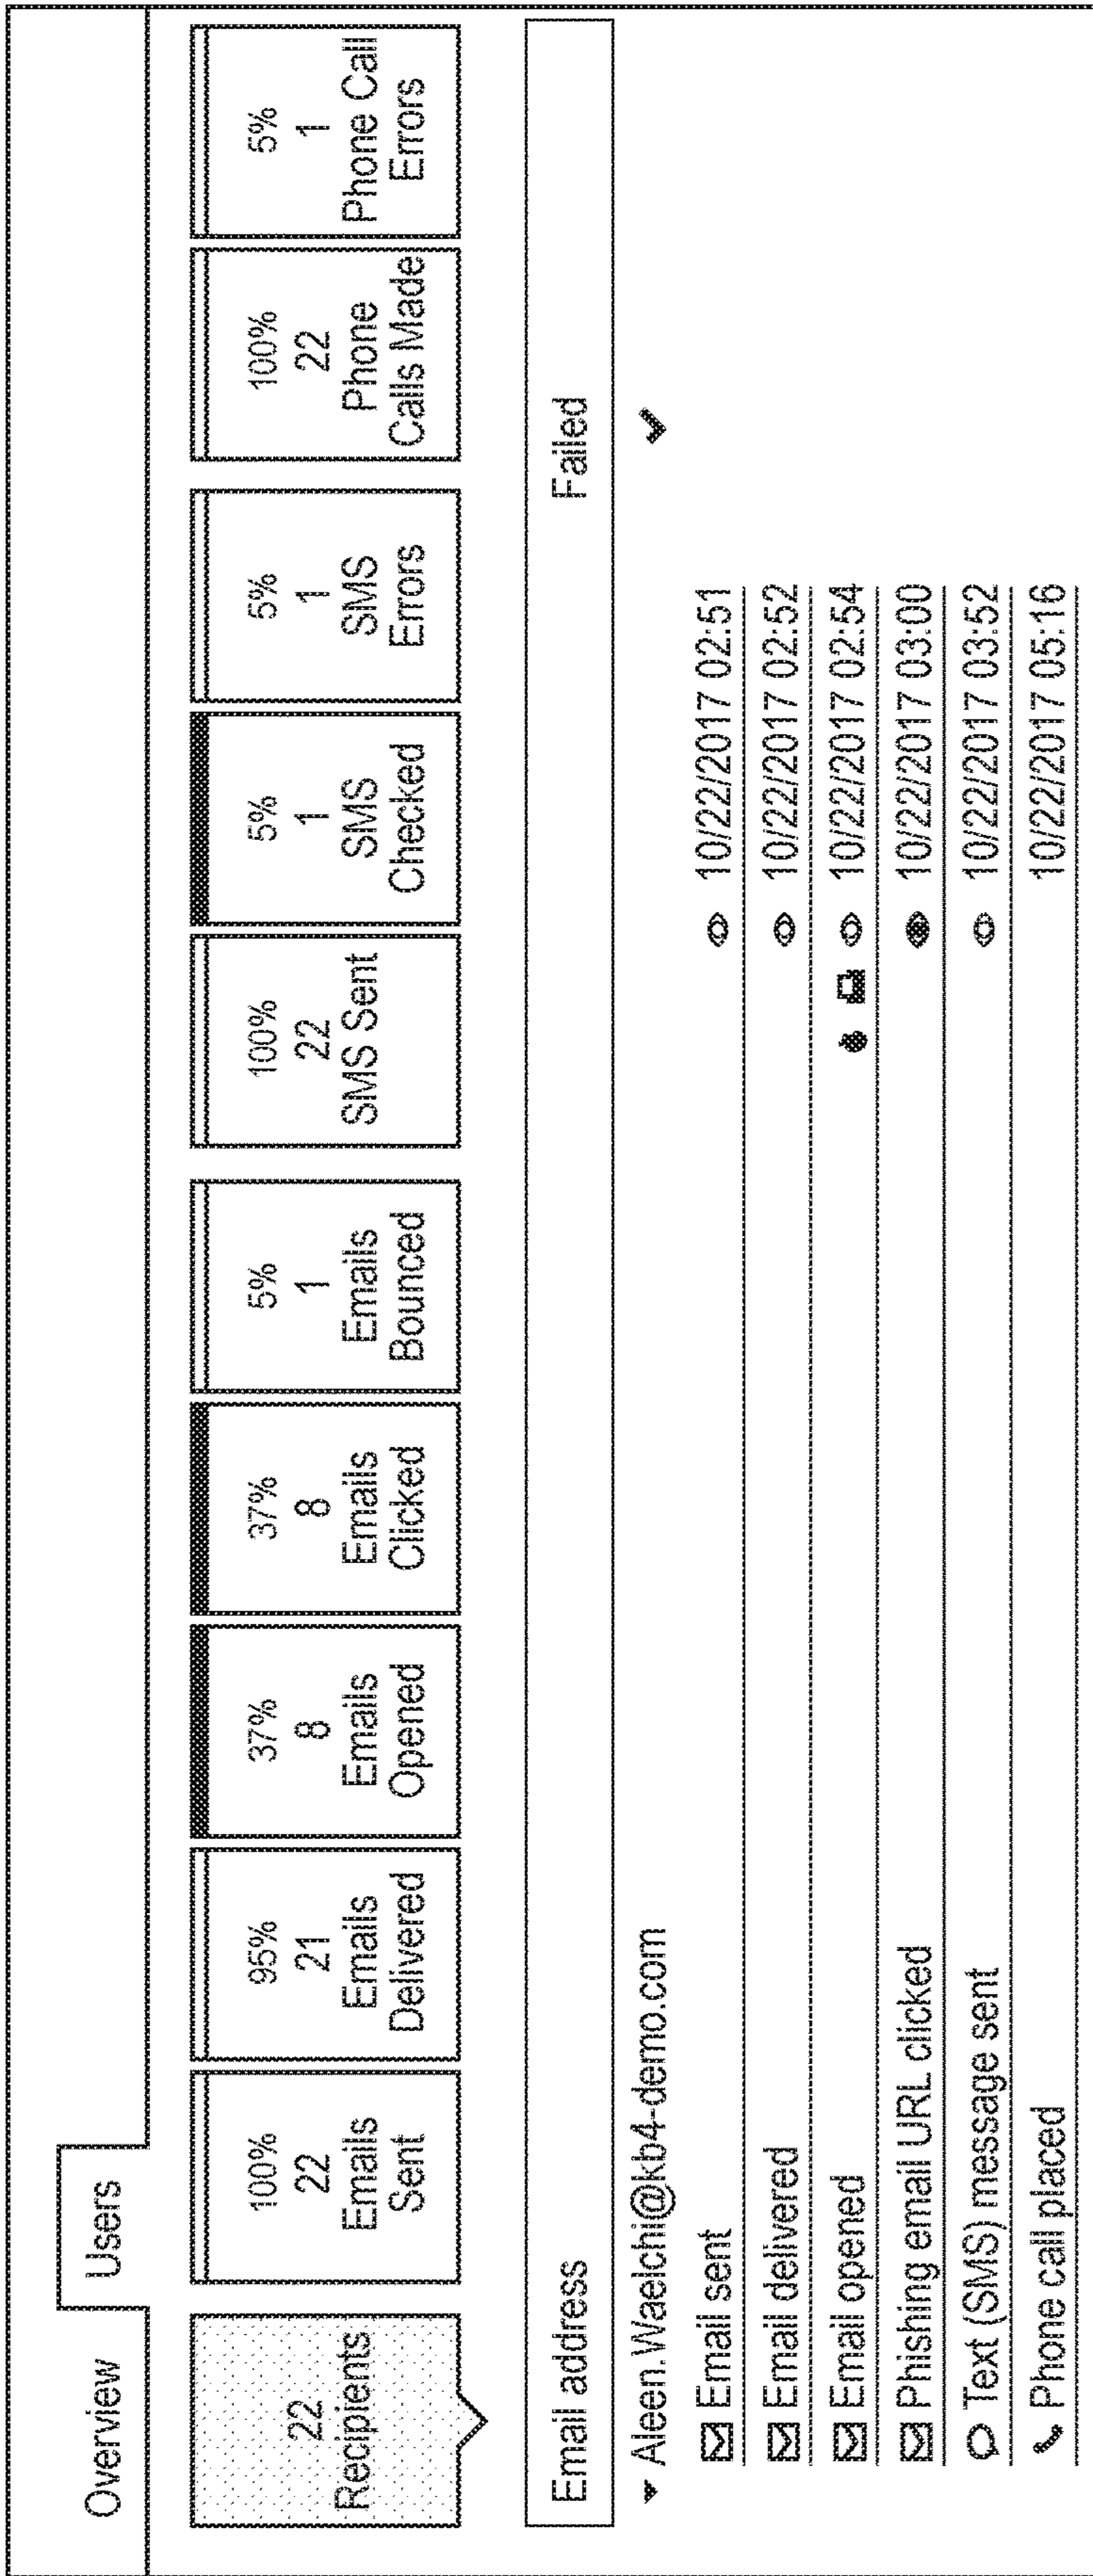 Overview
Users
22
Recipients
100%
22
Emails
Sent
95%
21
Emails
Delivered
37%
8
Emails
Opened
37%
8
Emails
Clicked
5%
1
Emails
Bounced
100%
22
SMS Sent
5%
1
SMS
Checked
5%
1
SMS
Errors
100%
22
Phone
Calls Made
5%
1
Phone Call
Errors
Email address
Failed
Aleen.Waelchi@kb4-demo.com
Email sent 10/22/2017 02:51
Email delivered 10/22/2017 02:52
Email opened 10/22/2017 02:54
Phishing email URL clicked 10/22/2017 03:00
Text (SMS) message sent 10/22/2017 03:52
Phone call placed 10/22/2017 05:16